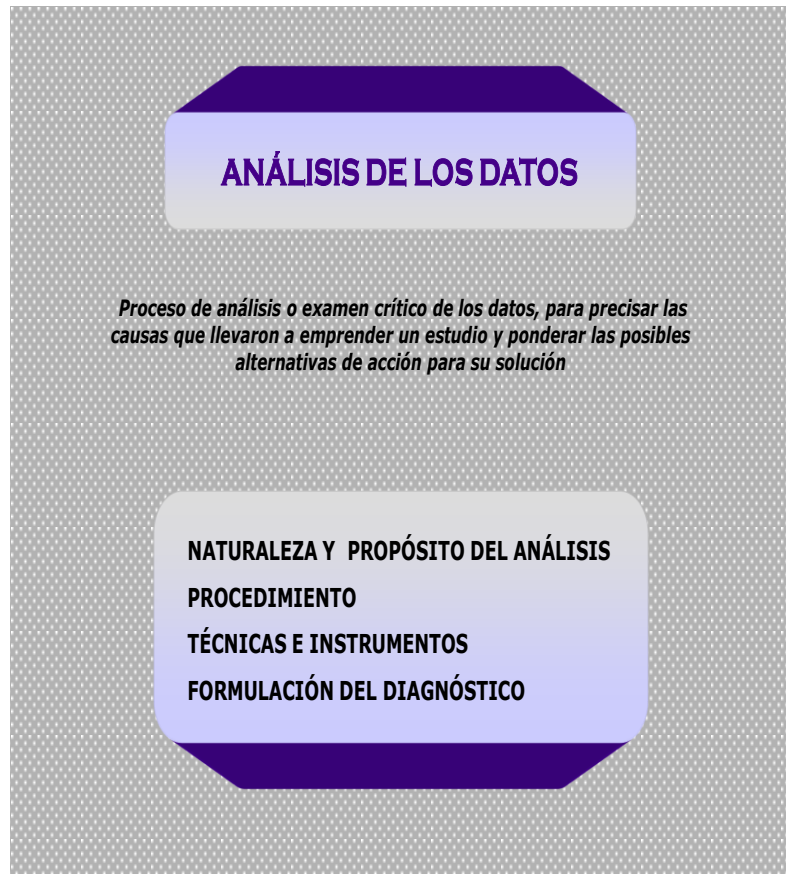 ANÁLISIS DE LOS DATOS
Proceso de análisis o examen crítico de los datos, para precisar las
causas que llevaron a emprender un estudio y ponderar las posibles
alternativas de acción para su solución
NATURALEZA Y PROPÓSITO DEL ANÁLISIS
PROCEDIMIENTO
TÉCNICAS E INSTRUMENTOS
FORMULACIÓN DEL DIAGNÓSTICO